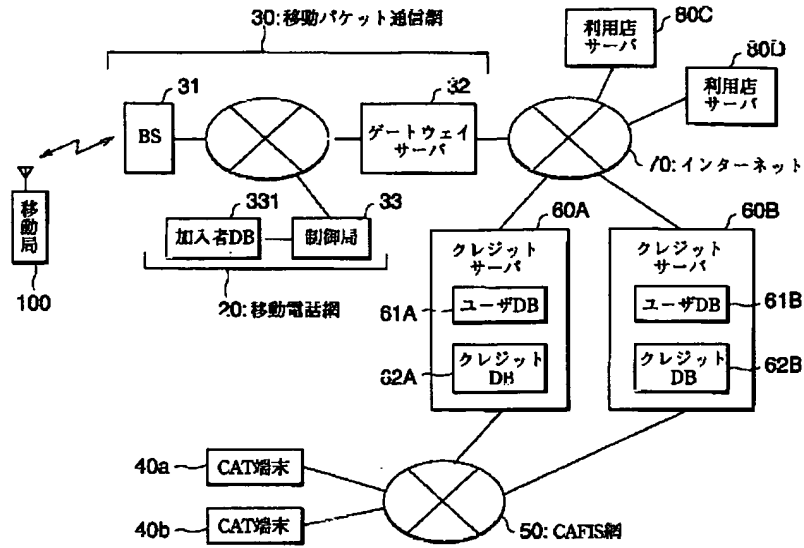 30:移動パケット通信網
80C
利用店
サーバ
80D
利用店
サーバ
31
BS
32
ゲートウェイ
サーバ
70:インターネット
移動局
100
331
加入者DB
33
制御局
20:移動電話網
60A
クレジット
サーバ
61A
ユーザDB
62A
クレジット
DB
60B
クレジット
サーバ
ユーザDB
61B
クレジット
DB
62B
40a
CAT端末
40b
CAT端末
50:CAFIS網